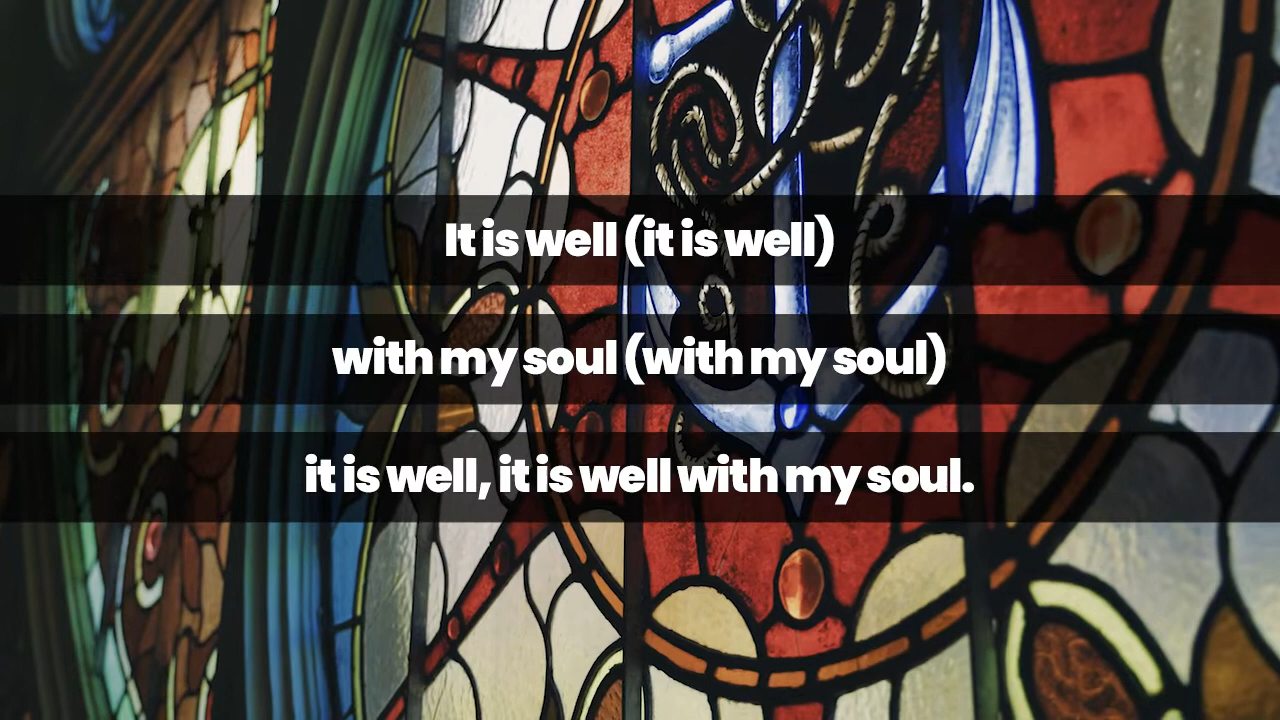 It is well (it is well)
with my soul (with my soul)
it is well, it is well with my soul.